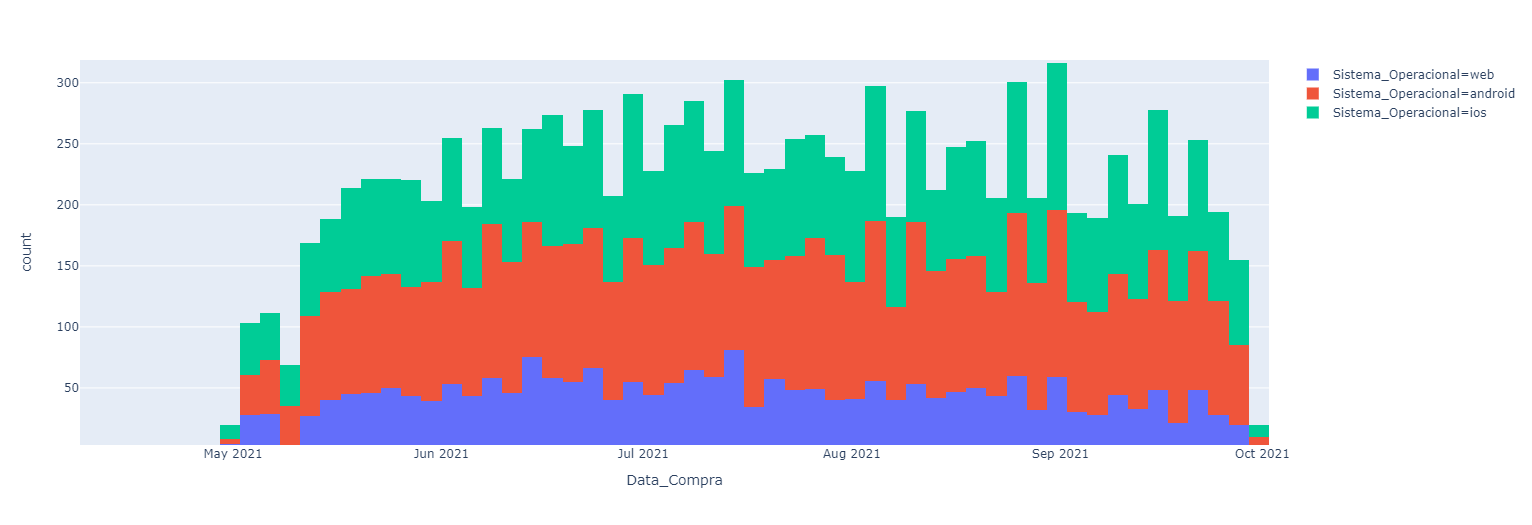 300
250
200
150
100
50
count
May 2021
Jun 2021
Jul 2021
Aug 2021
Sep 2021
Oct 2021
Data_Compra
Sistema_Operacional=web
Sistema_Operacional=android
Sistema_Operacional=ios